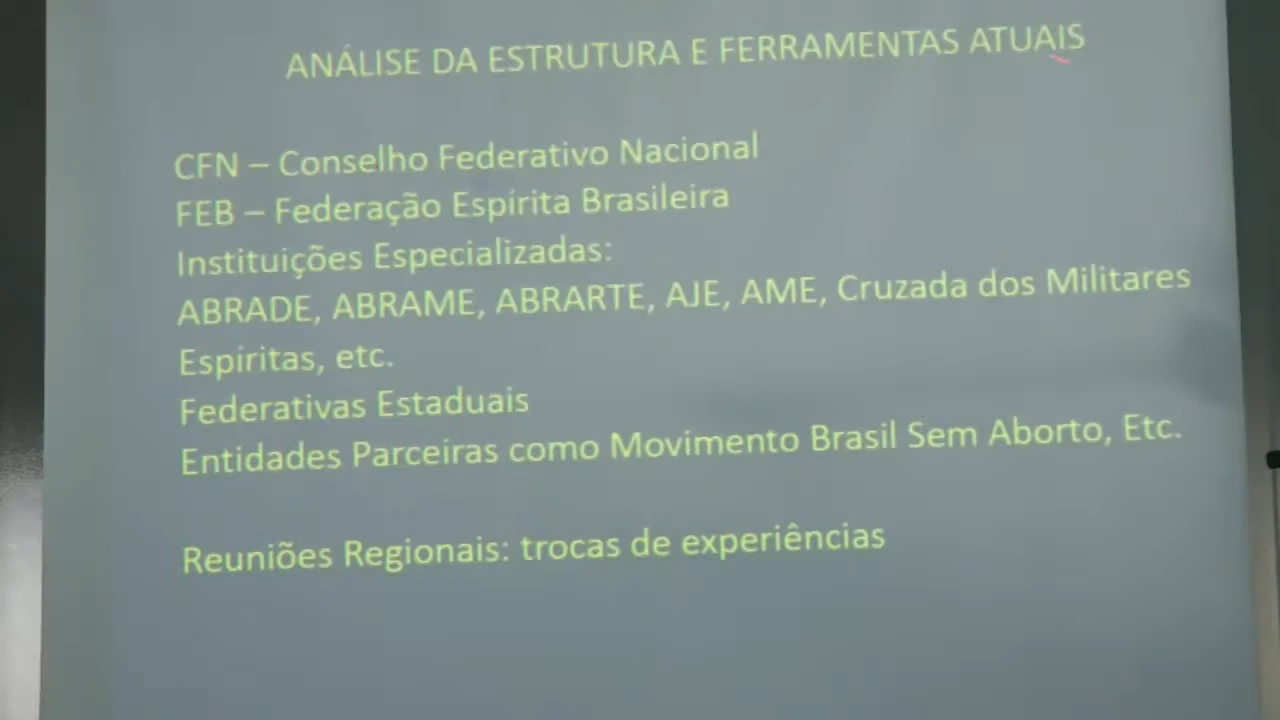 ANÁLISE DA ESTRUTURA E FERRAMENTAS ATUAIS
CFN – Conselho Federativo Nacional
FEB – Federação Espírita Brasileira
Instituições Especializadas:
ABRADE, ABRAME, ABRARTE, AJE, AME, Cruzada dos Militares
Espíritas, etc.
Federativas Estaduais
Entidades Parceiras como Movimento Brasil Sem Aborto, Etc.
Reuniões Regionais: trocas de experiências